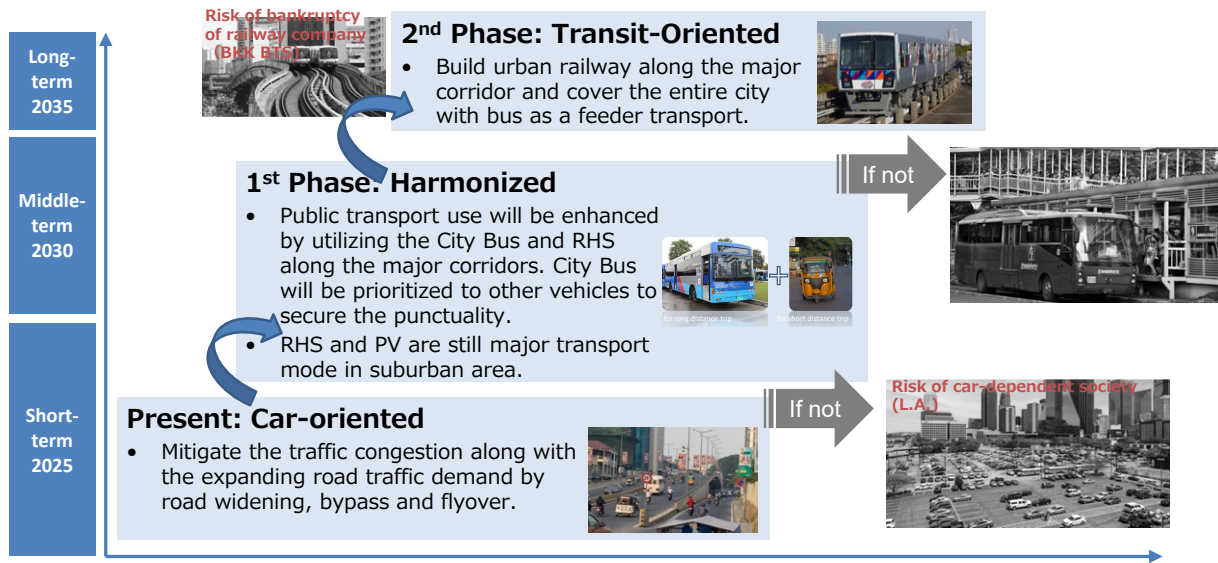 Long-
term
2035
Risk of bankruptcy
of railway company
(BKK BTS)
2nd Phase: Transit-Oriented
• Build urban railway along the major
corridor and cover the entire city
with bus as a feeder transport.
Middle-
term
2030
1st Phase: Harmonized
• Public transport use will be enhanced
by utilizing the City Bus and RHS
along the major corridors. City Bus
will be prioritized to other vehicles to
secure the punctuality.
• RHS and PV are still major transport
mode in suburban area.
for long distance trip
+
for short distance trip
If not
Short-
term
2025
Present: Car-oriented
• Mitigate the traffic congestion along with
the expanding road traffic demand by
road widening, bypass and flyover.
If not
Risk of car-dependent society
(L.A.)